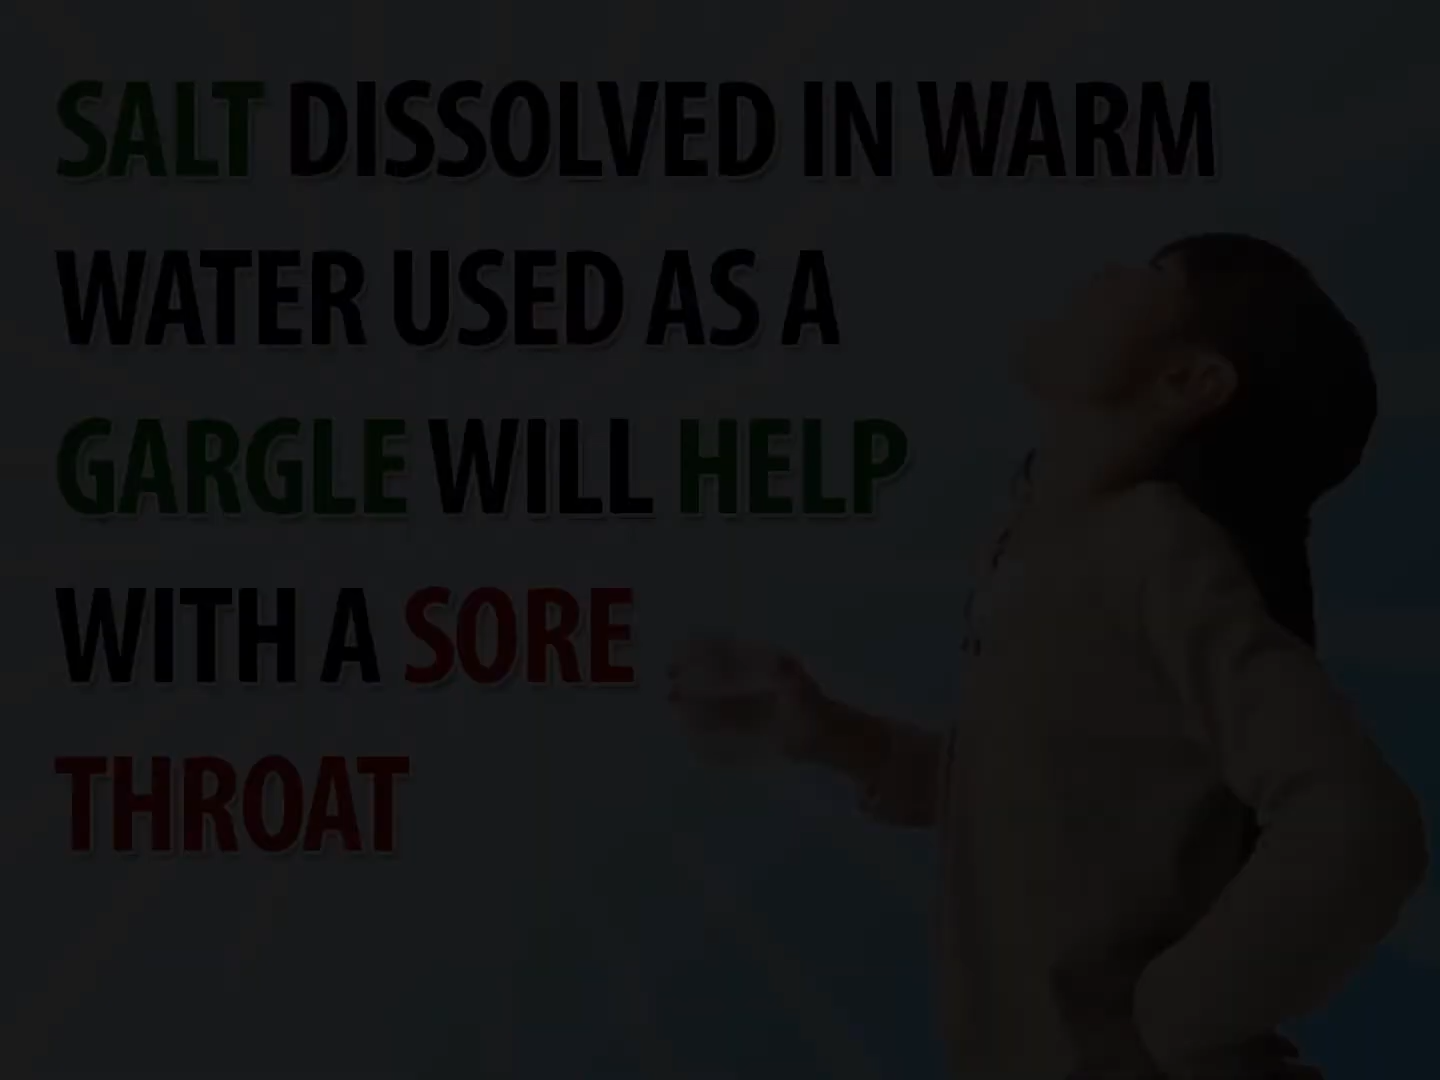 SALT DISSOLVED IN WARM
WATER USED AS A
GARGLE WILL HELP
WITH A SORE
THROAT